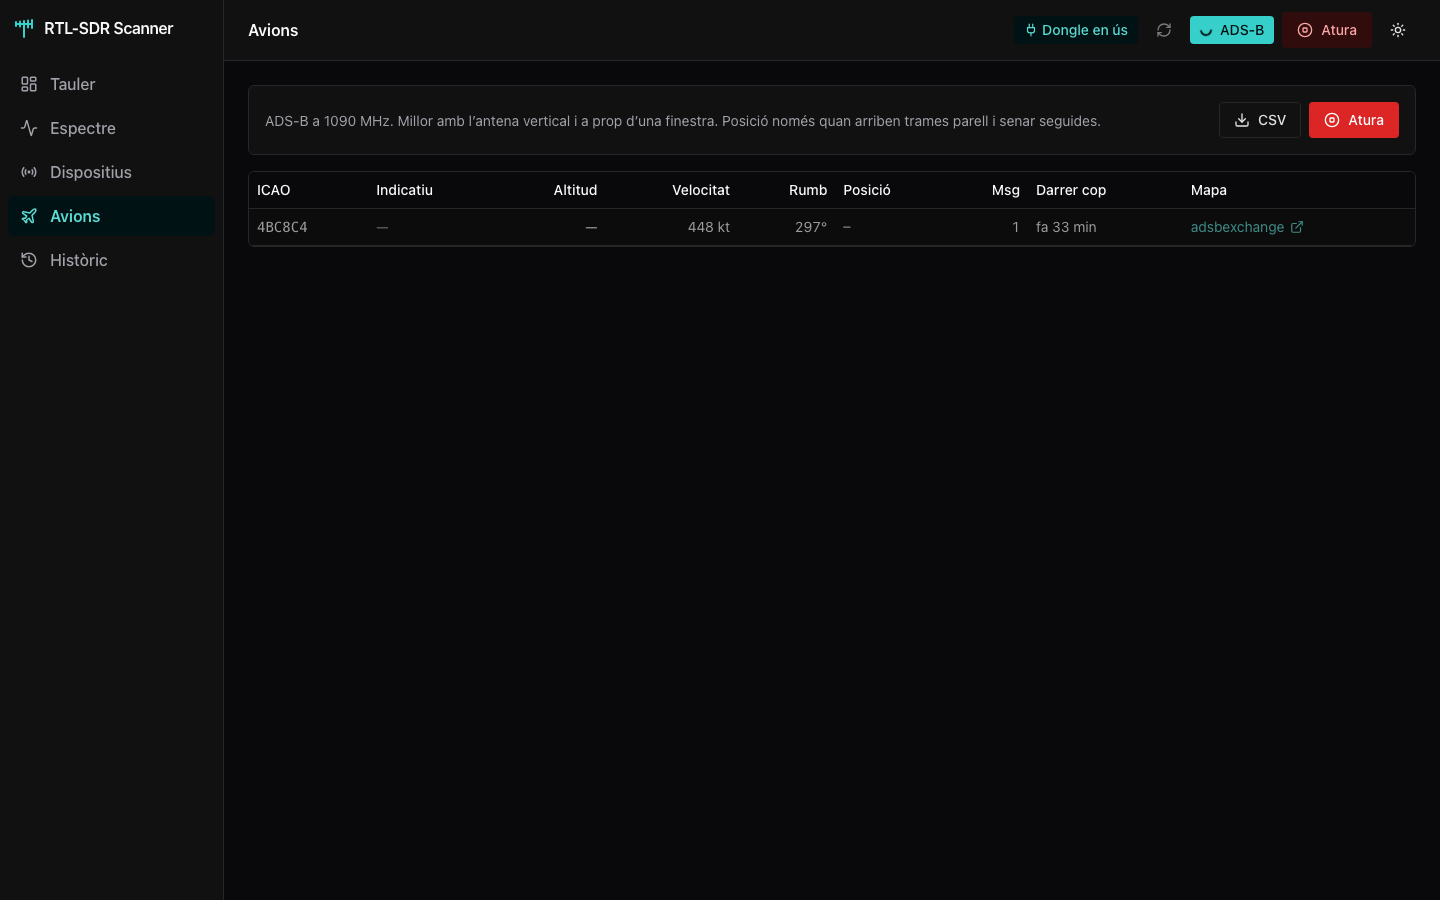 RTL-SDR Scanner
Tauler
Espectre
Dispositius
Avions
Històric
Avions
Dongle en ús
ADS-B
Atura
ADS-B a 1090 MHz. Millor amb l’antena vertical i a prop d’una finestra. Posició només quan arriben trames parell i senar seguides.
CSV
Atura
ICAO Indicatiu Altitud Velocitat Rumb Posició Msg Darrer cop Mapa
4BC8C4 — — 448 kt 297° – 1 fa 33 min adsbexchange